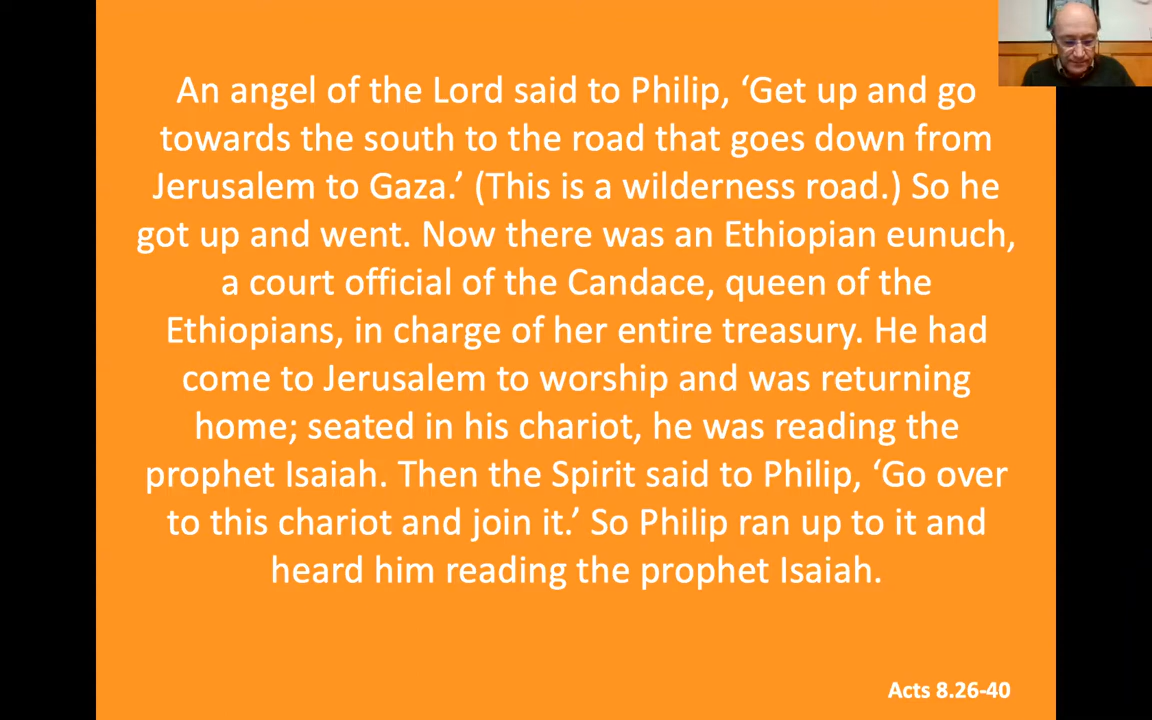 An angel of the Lord said to Philip, ‘Get up and go
towards the south to the road that goes down from
Jerusalem to Gaza.’ (This is a wilderness road.) So he
got up and went. Now there was an Ethiopian eunuch,
a court official of the Candace, queen of the
Ethiopians, in charge of her entire treasury. He had
come to Jerusalem to worship and was returning
home; seated in his chariot, he was reading the
prophet Isaiah. Then the Spirit said to Philip, ‘Go over
to this chariot and join it.’ So Philip ran up to it and
heard him reading the prophet Isaiah.
Acts 8.26-40